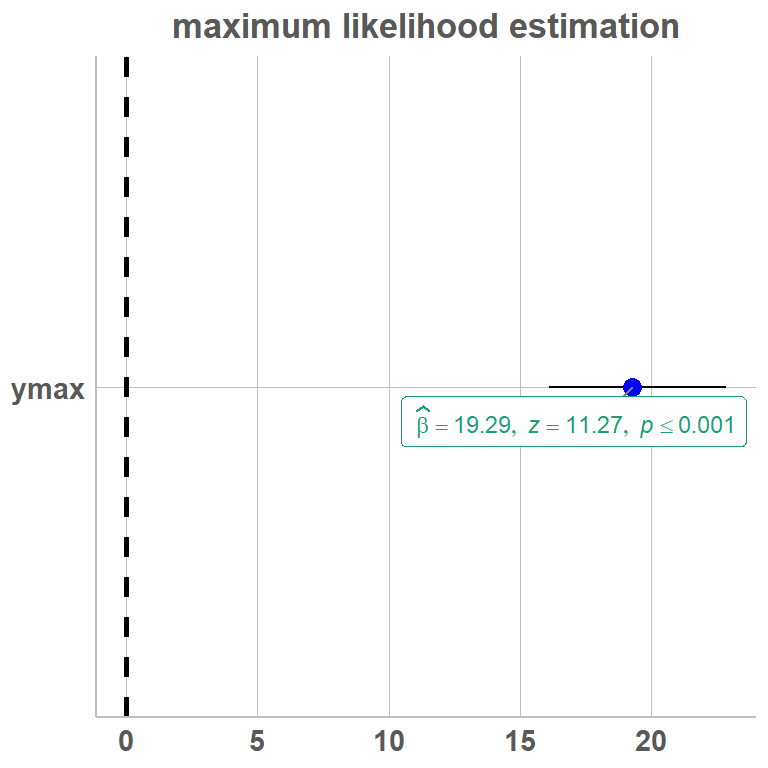 maximum likelihood estimation
ymax
β̂ = 19.29, z = 11.27, p ≤ 0.001
0 5 10 15 20